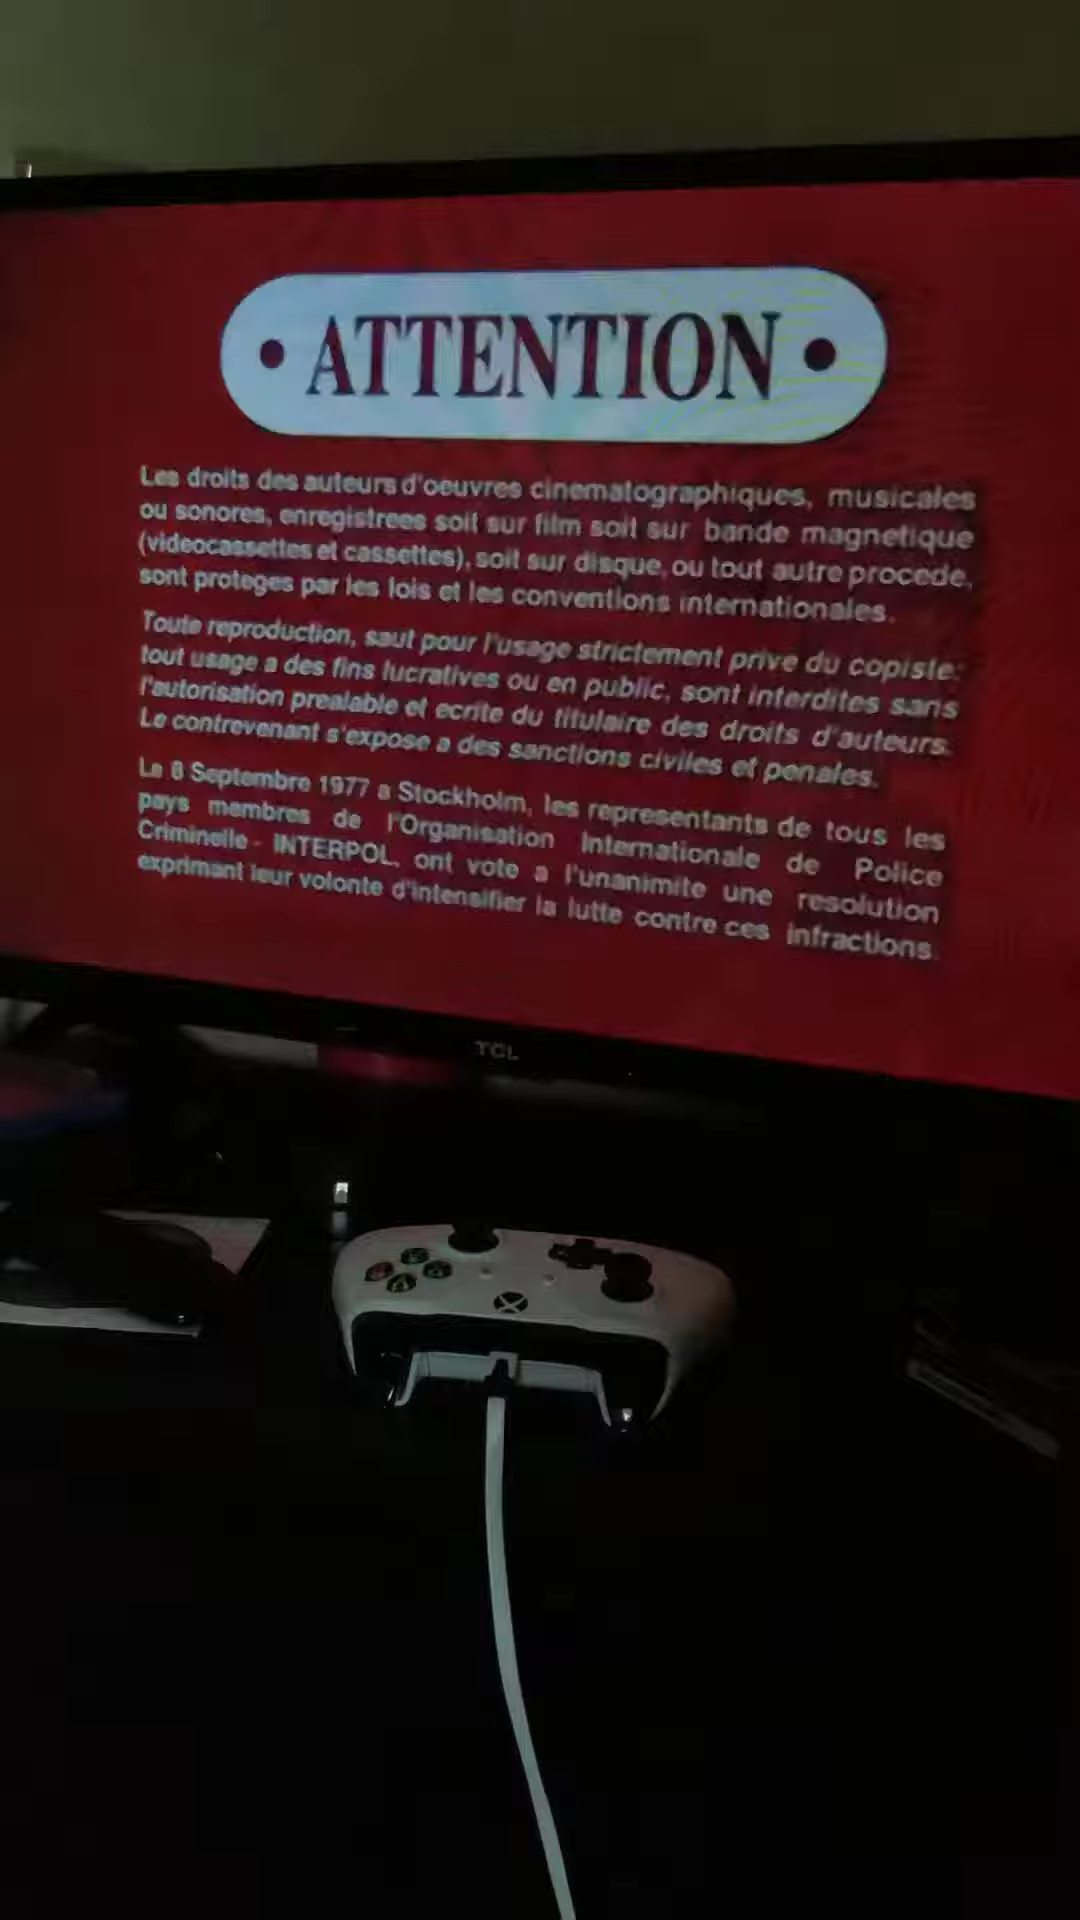 • ATTENTION •
Les droits des auteurs d'oeuvres cinematographiques, musicales
ou sonores, enregistrees soit sur film soit sur bande magnetique
(videocassettes et cassettes), soit sur disque, ou tout autre procede,
sont proteges par les lois et les conventions internationales.
Toute reproduction, sauf pour l'usage strictement prive du copiste;
tout usage a des fins lucratives ou en public, sont interdites sans
l'autorisation prealable et ecrite du titulaire des droits d'auteurs.
Le contrevenant s'expose a des sanctions civiles et penales.
Le 8 Septembre 1977 a Stockholm, les representants de tous les
pays membres de l'Organisation Internationale de Police
Criminelle - INTERPOL, ont vote a l'unanimite une resolution
exprimant leur volonte d'intensifier la lutte contre ces infractions.
TCL